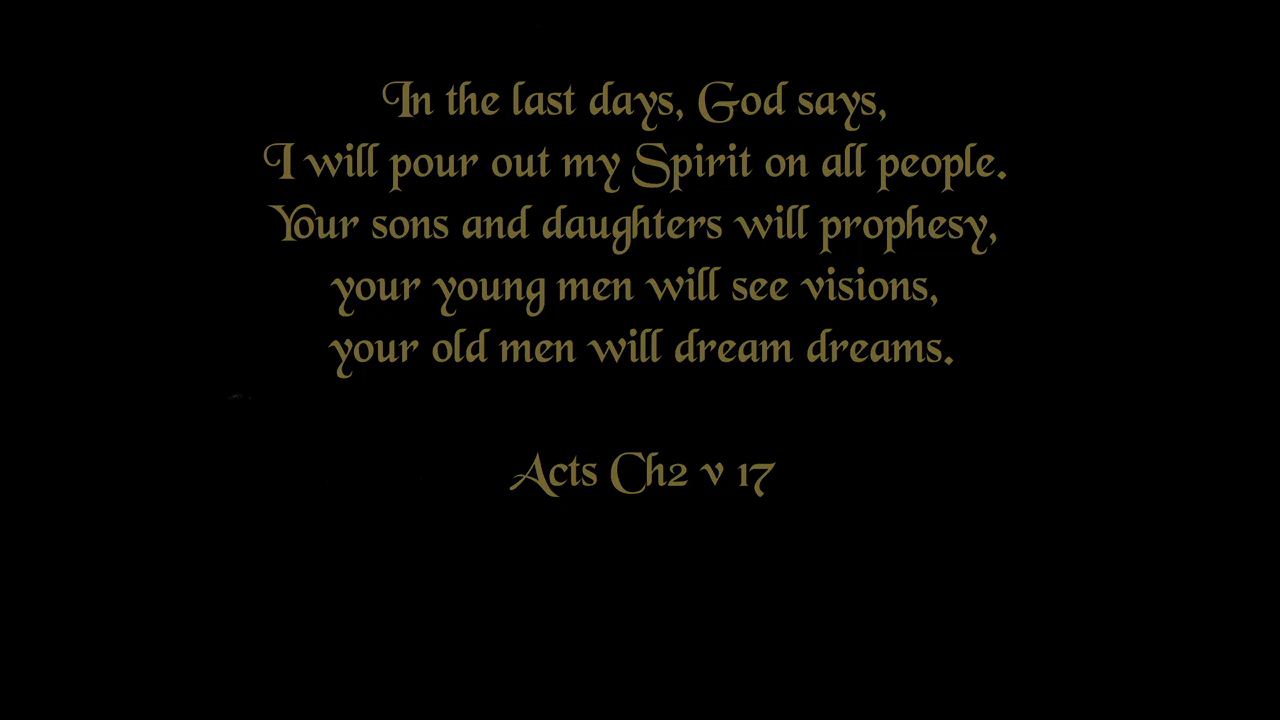 In the last days, God says,
I will pour out my Spirit on all people.
Your sons and daughters will prophesy,
your young men will see visions,
your old men will dream dreams.
Acts Ch2 v 17